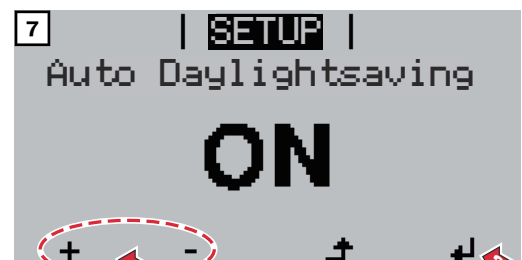 7
| SETUP |
Auto Daylightsaving
ON
+ - ⮥ ↵